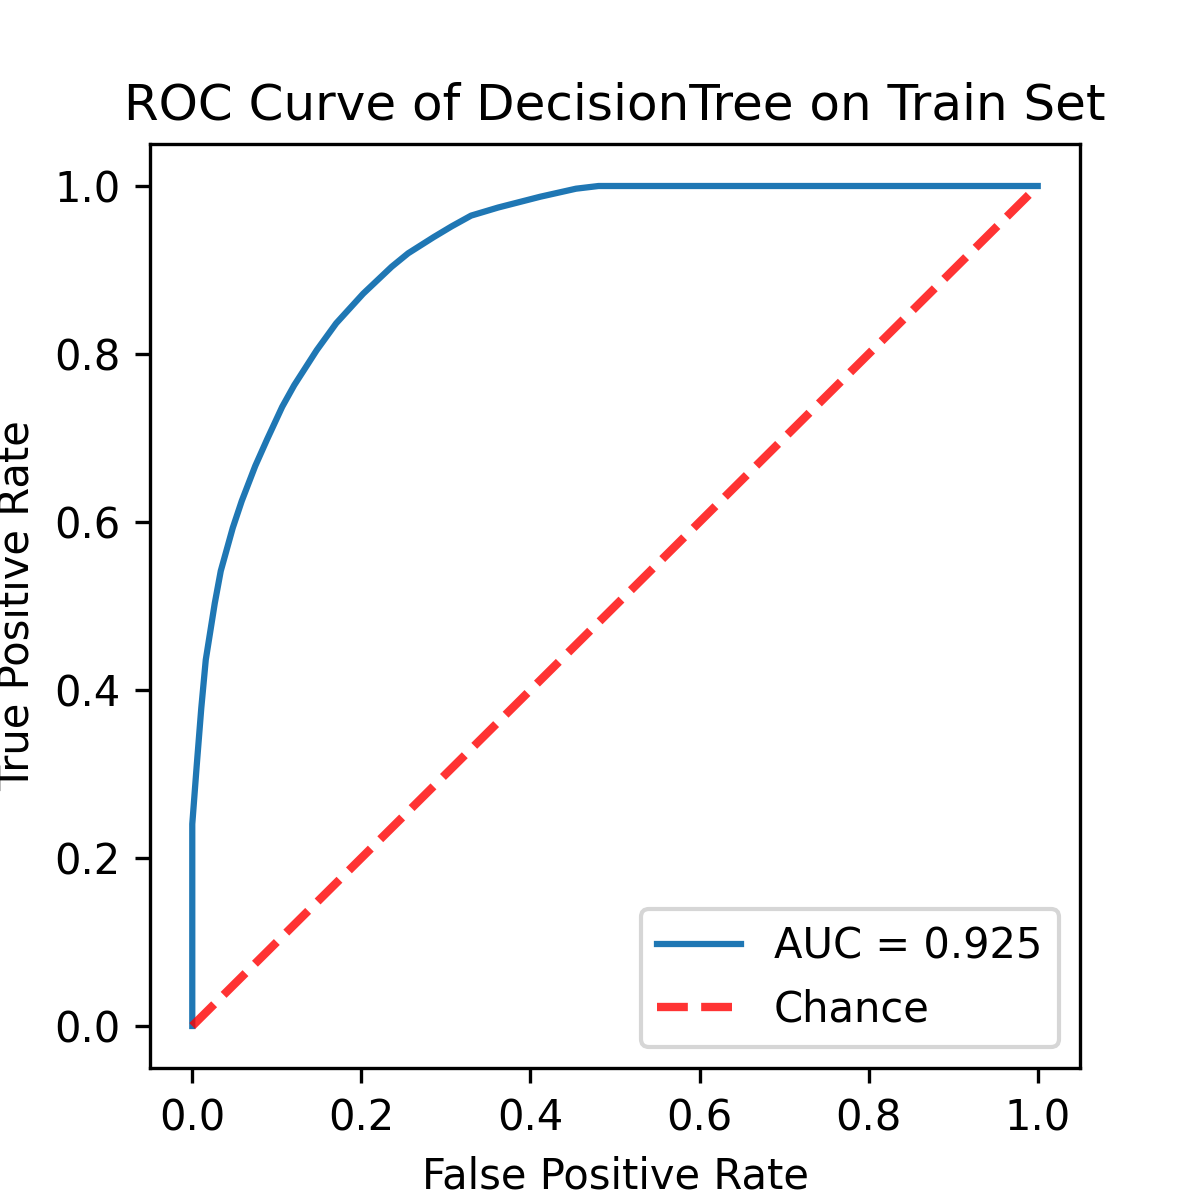 ROC Curve of DecisionTree on Train Set
True Positive Rate
1.0
0.8
0.6
0.4
0.2
0.0
AUC = 0.925
Chance
0.0 0.2 0.4 0.6 0.8 1.0
False Positive Rate